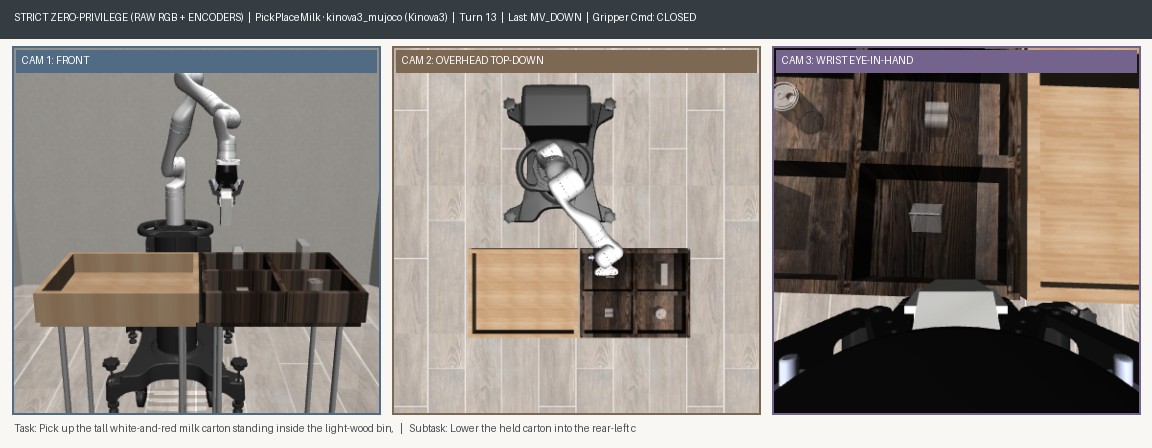 STRICT ZERO-PRIVILEGE (RAW RGB + ENCODERS) | PickPlaceMilk · kinova3_mujoco (Kinova3) | Turn 13 | Last: MV_DOWN | Gripper Cmd: CLOSED
CAM 1: FRONT
CAM 2: OVERHEAD TOP-DOWN
CAM 3: WRIST EYE-IN-HAND
Task: Pick up the tall white-and-red milk carton standing inside the light-wood bin, | Subtask: Lower the held carton into the rear-left c